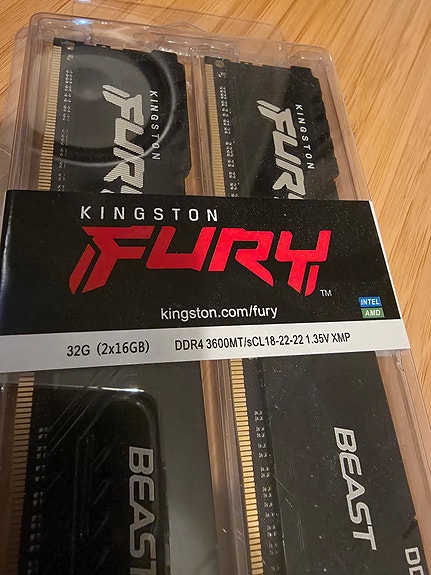 KINGSTON
FURY
KINGSTON
FURY
KINGSTON
FURY
TM
kingston.com/fury
INTEL
AMD
32G (2x16GB) DDR4 3600MT/sCL18-22-22 1.35V XMP
BEAST
BEAST
DD